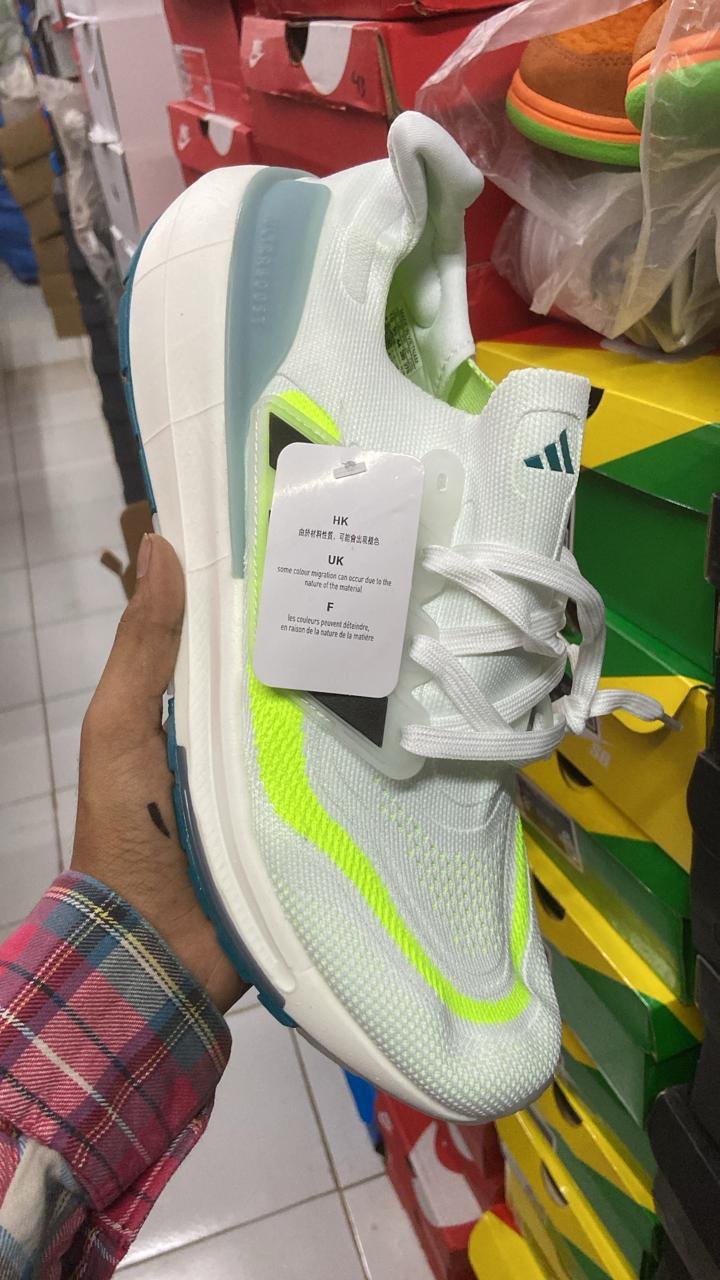 ULTRABOOST
HK
由於材料性質，可能會出現褪色
UK
some colour migration can occur due to the
nature of the material
F
les couleurs peuvent déteindre,
en raison de la nature de la matière